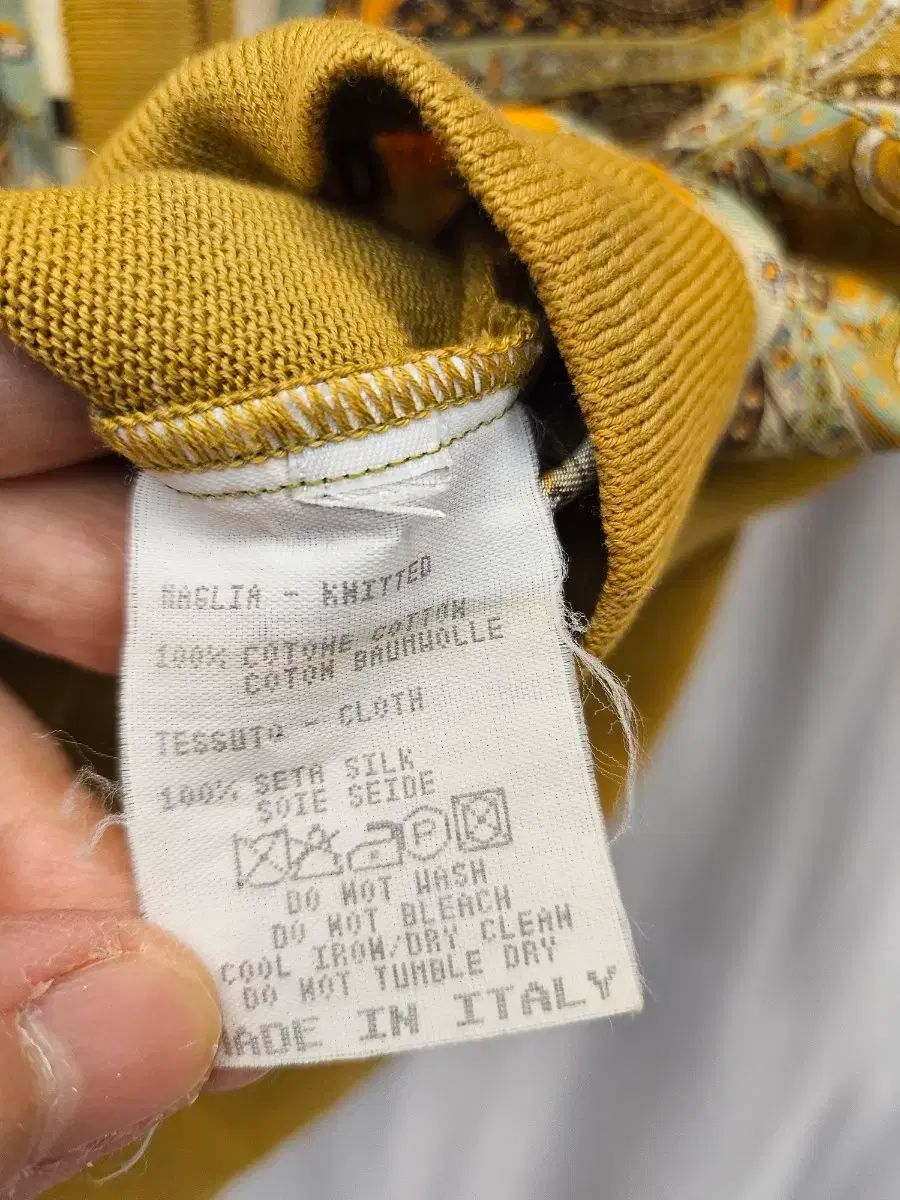 MAGLIA - KNITTED
100% COTONE COTTON
COTON BAUMWOLLE
TESSUTO - CLOTH
100% SETA SILK
SOIE SEIDE
P
DO NOT WASH
DO NOT BLEACH
COOL IRON/DRY CLEAN
DO NOT TUMBLE DRY
MADE IN ITALY